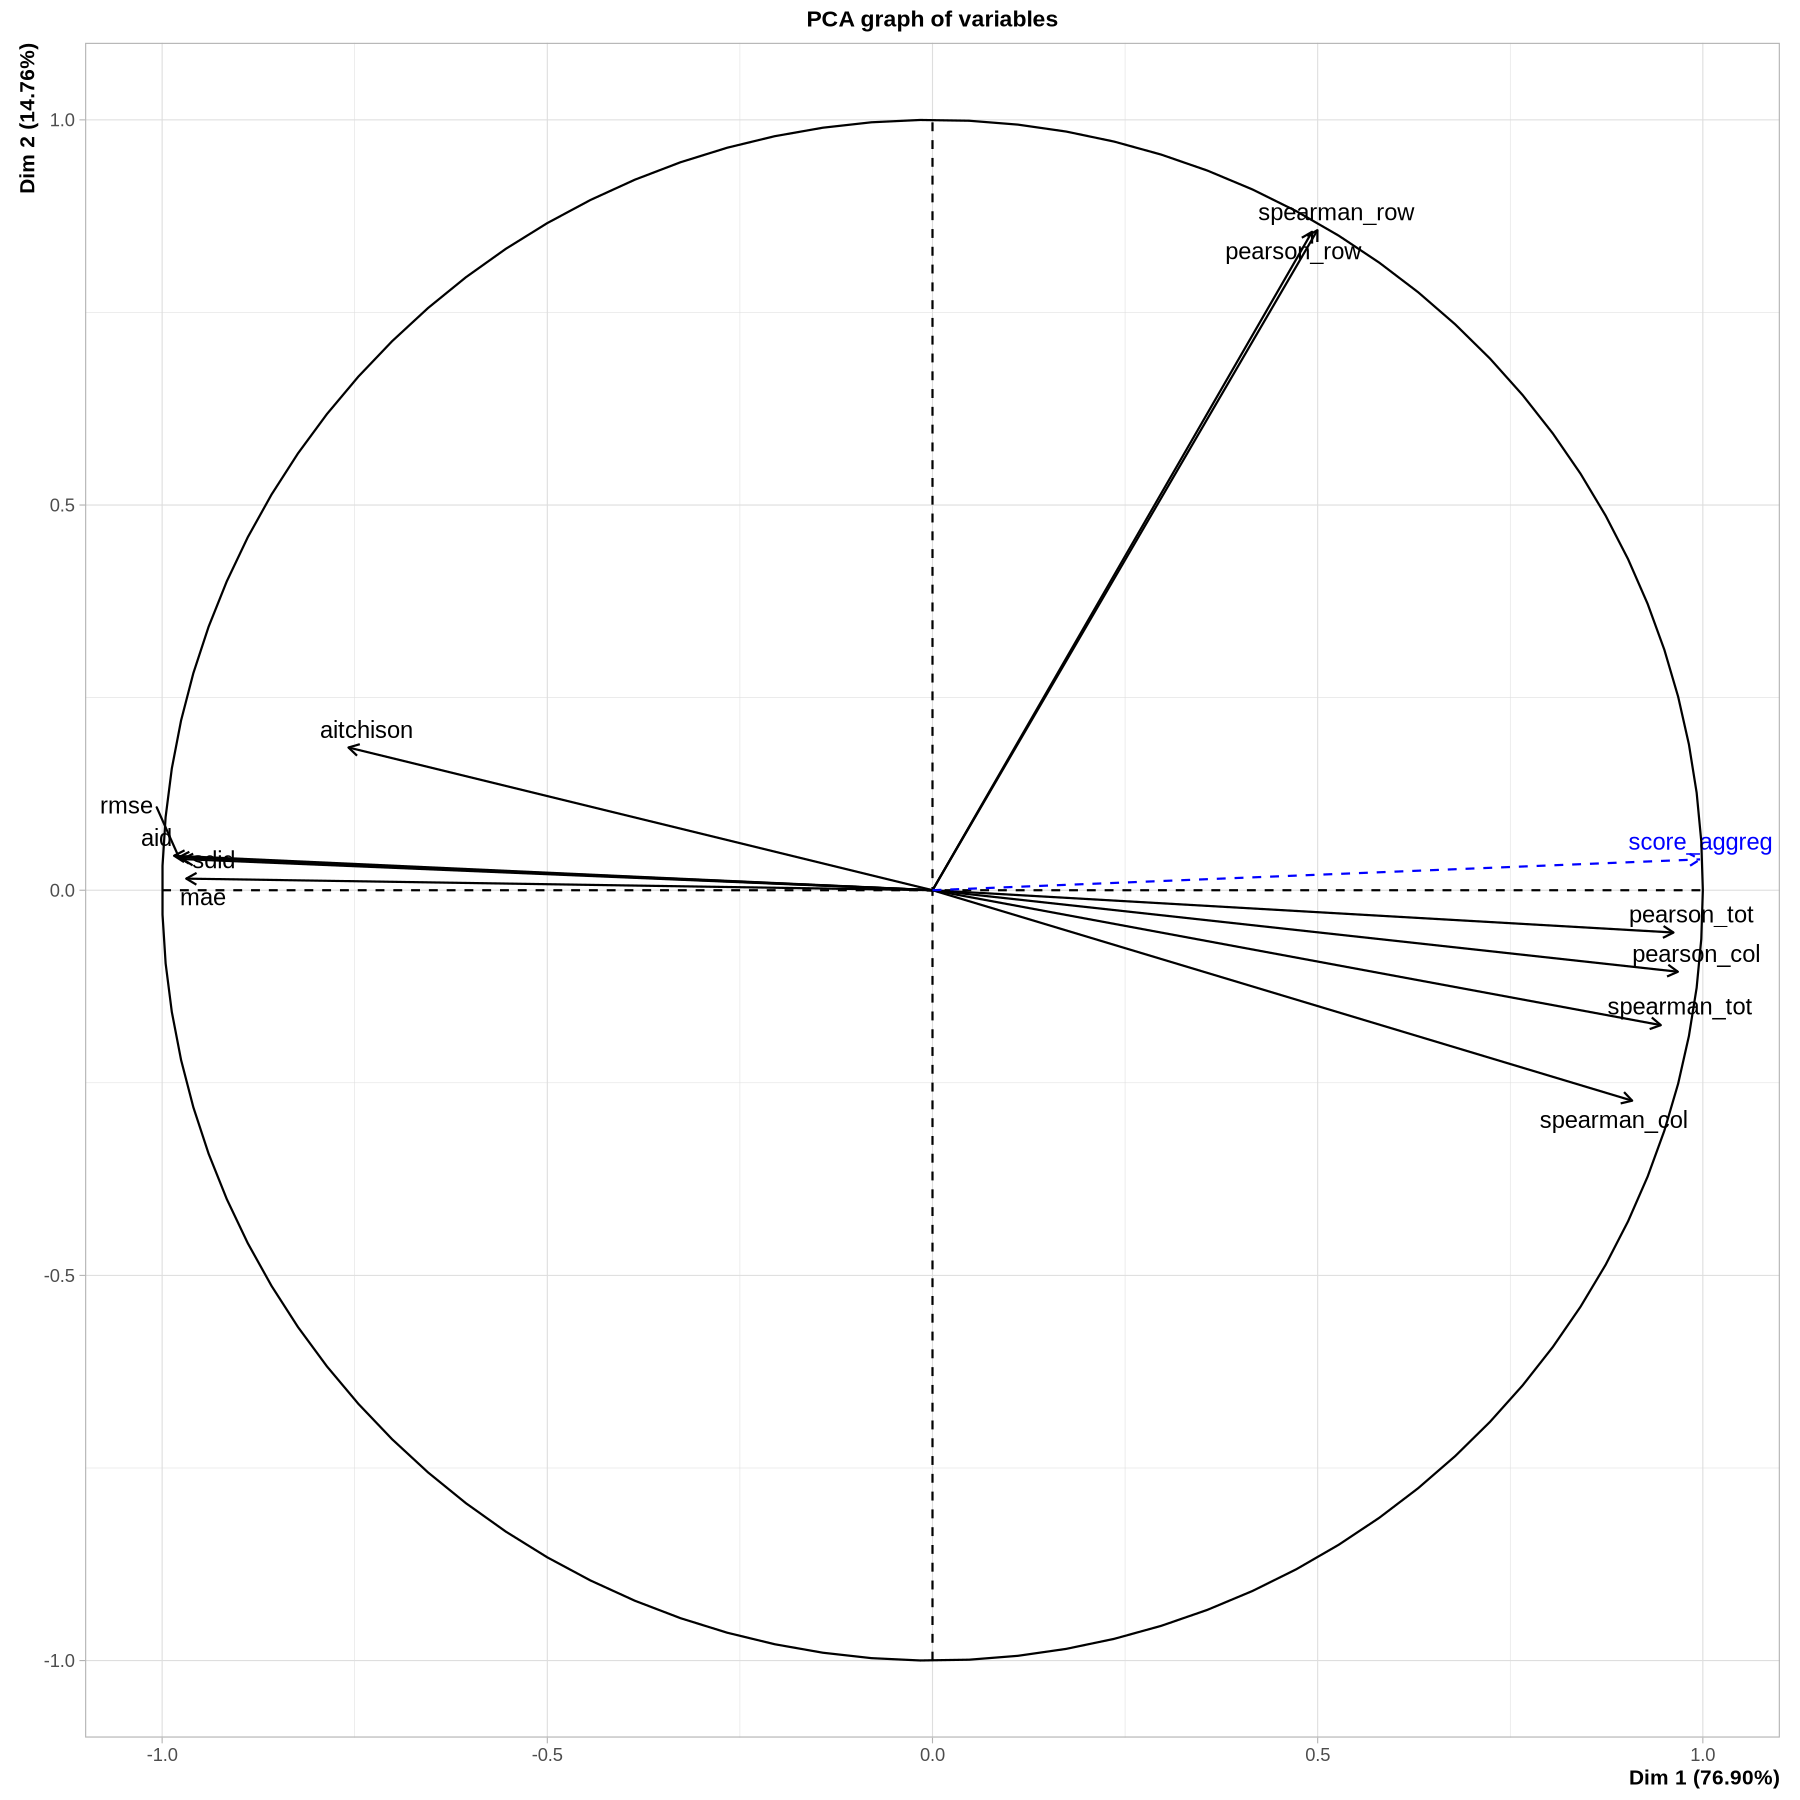 PCA graph of variables
Dim 2 (14.76%)
1.0
0.5
0.0
-0.5
-1.0
spearman_row
pearson_row
aitchison
rmse
aid
sdid
mae
score_aggreg
pearson_tot
pearson_col
spearman_tot
spearman_col
-1.0
-0.5
0.0
0.5
1.0
Dim 1 (76.90%)